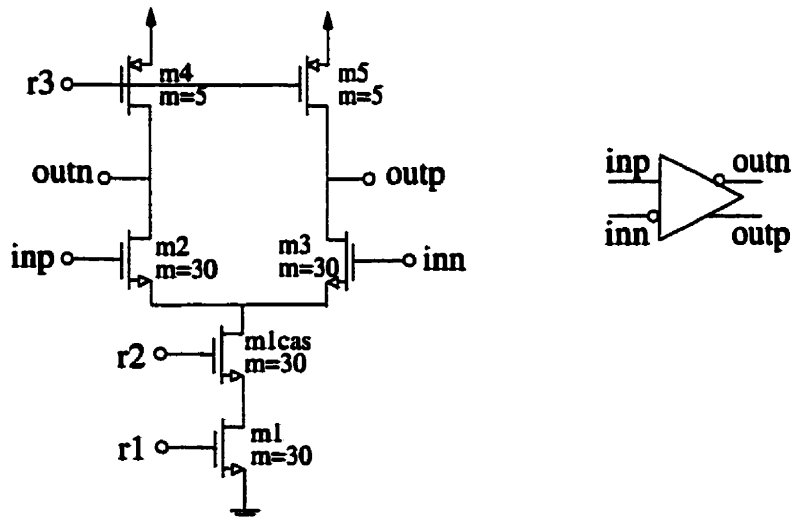 r3
m4
m=5
m5
m=5
outn
outp
inp
m2
m=30
m3
m=30
inn
r2
m1cas
m=30
r1
m1
m=30
inp
outn
inn
outp